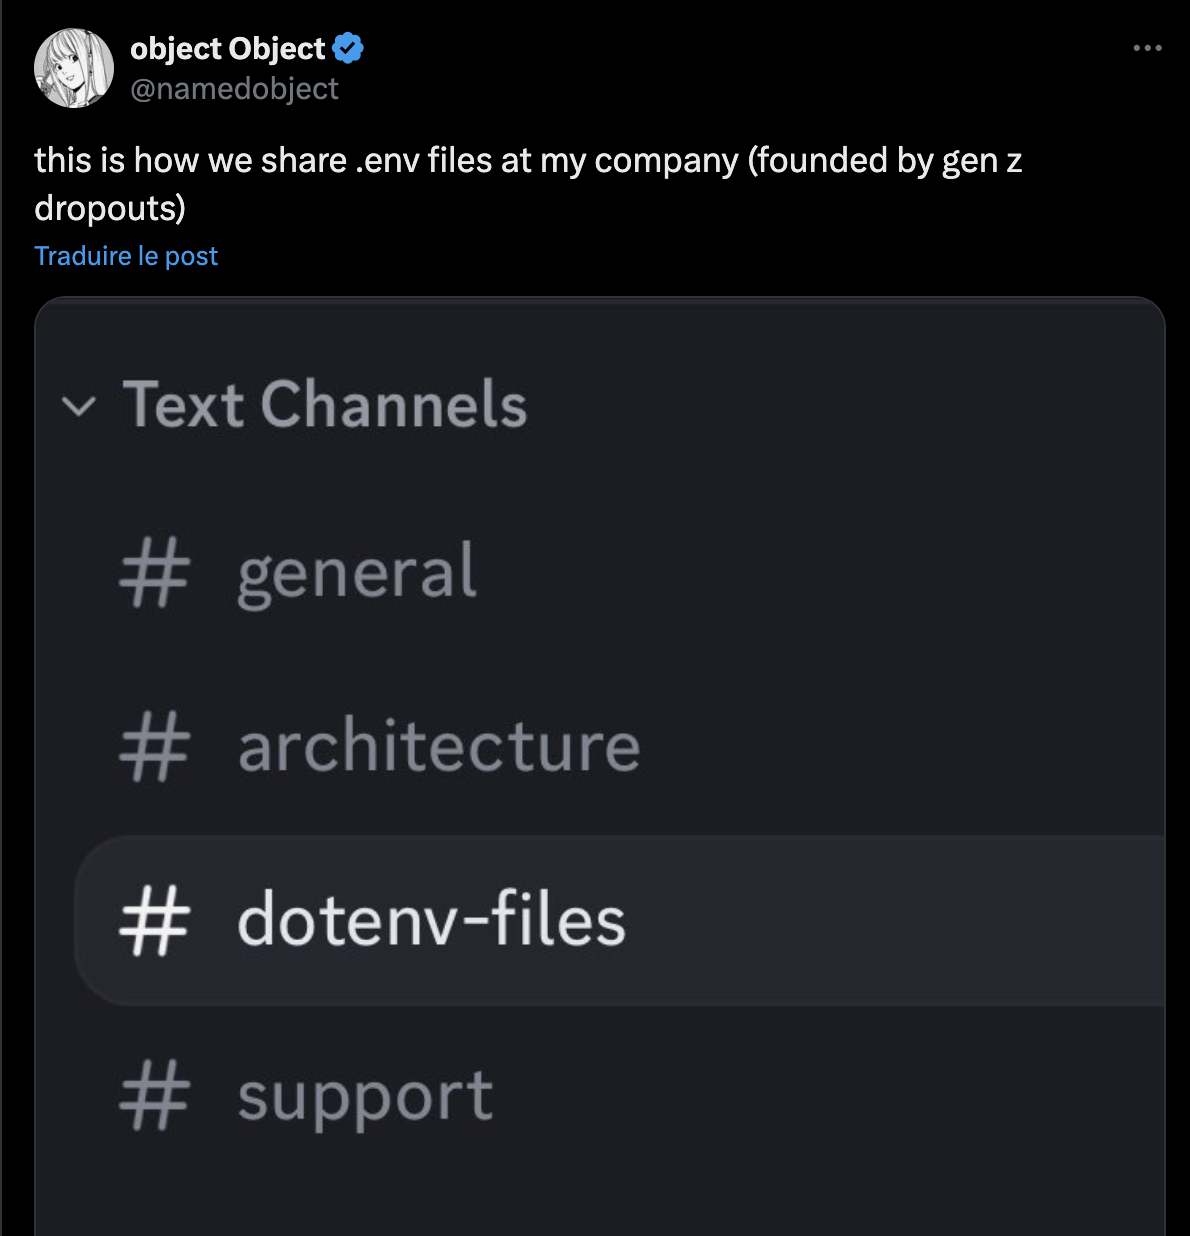 object Object
@namedobject
this is how we share .env files at my company (founded by gen z
dropouts)
Traduire le post
Text Channels
# general
# architecture
# dotenv-files
# support